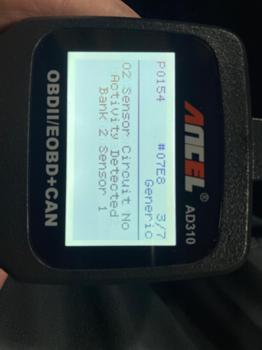 ANCEL®
AD310
P0154 #07E8 3/7
Generic
O2 Sensor Circuit No
Activity Detected
Bank 2 Sensor 1
OBDII/EOBD+CAN